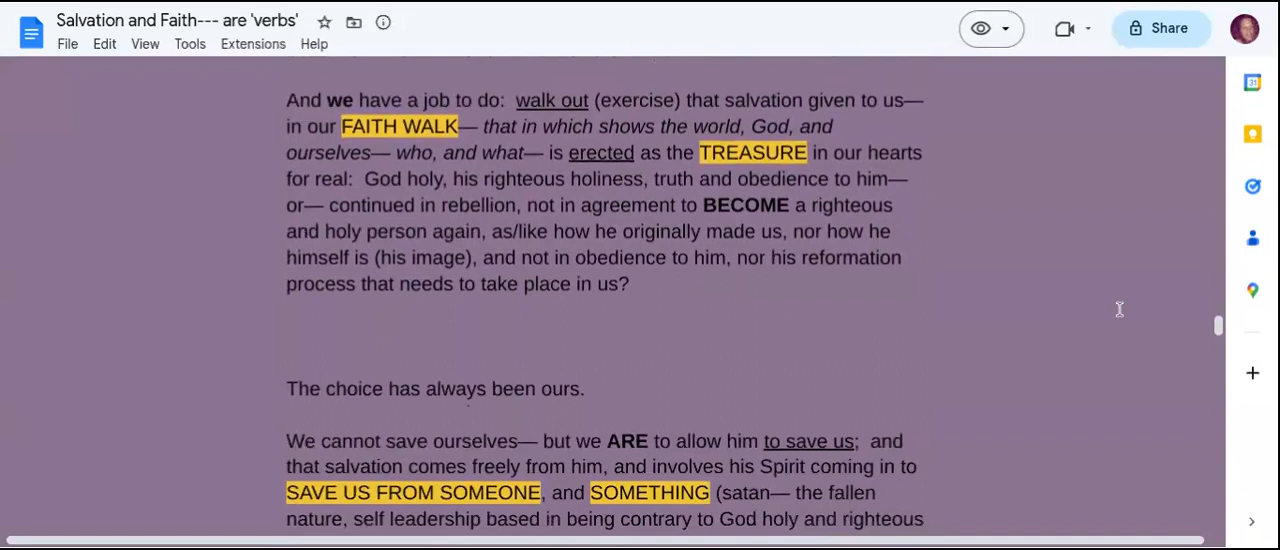 Salvation and Faith--- are 'verbs'
File Edit View Tools Extensions Help
Share
31
And we have a job to do: walk out (exercise) that salvation given to us—
in our FAITH WALK— that in which shows the world, God, and
ourselves— who, and what— is erected as the TREASURE in our hearts
for real: God holy, his righteous holiness, truth and obedience to him—
or— continued in rebellion, not in agreement to BECOME a righteous
and holy person again, as/like how he originally made us, nor how he
himself is (his image), and not in obedience to him, nor his reformation
process that needs to take place in us?
The choice has always been ours.
We cannot save ourselves— but we ARE to allow him to save us; and
that salvation comes freely from him, and involves his Spirit coming in to
SAVE US FROM SOMEONE, and SOMETHING (satan— the fallen
nature, self leadership based in being contrary to God holy and righteous